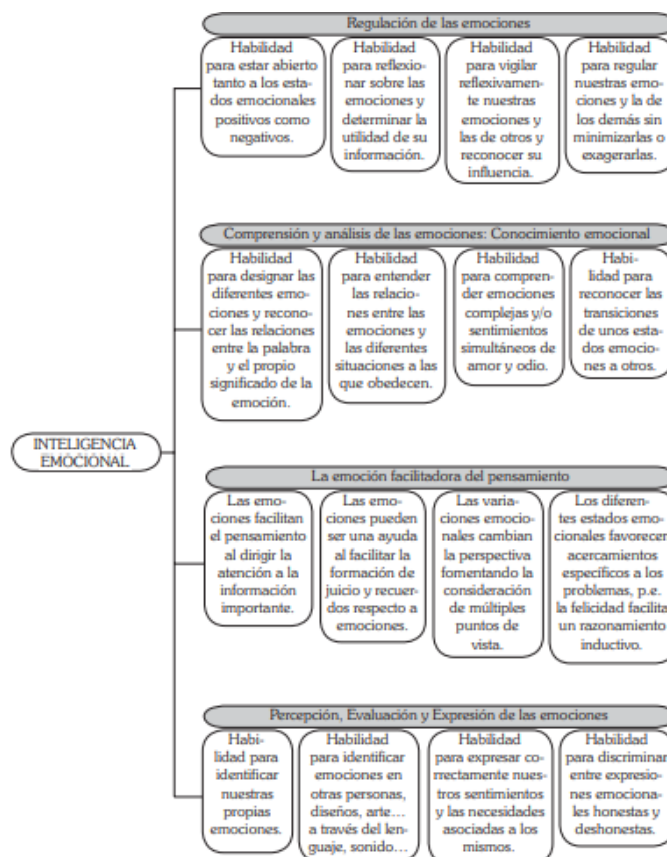 Regulación de las emociones
Habilidad
para estar abierto
tanto a los esta-
dos emocionales
positivos como
negativos.
Habilidad
para reflexio-
nar sobre las
emociones y
determinar la
utilidad de su
información.
Habilidad
para vigilar
reflexivamen-
te nuestras
emociones y
las de otros y
reconocer su
influencia.
Habilidad
para regular
nuestras emo-
ciones y la de
los demás sin
minimizarlas o
exagerarlas.
Comprensión y análisis de las emociones: Conocimiento emocional
Habilidad
para designar las
diferentes emo-
ciones y recono-
cer las relaciones
entre la palabra
y el propio
significado de la
emoción.
Habilidad
para entender
las relacio-
nes entre las
emociones y
las diferentes
situaciones a las
que obedecen.
Habilidad
para compren-
der emociones
complejas y/o
sentimientos
simultáneos de
amor y odio.
Habi-
lidad para
reconocer las
transiciones
de unos esta-
dos emocio-
nes a otros.
INTELIGENCIA
EMOCIONAL
La emoción facilitadora del pensamiento
Las emo-
ciones facilitan
el pensamiento
al dirigir la
atención a la
información
importante.
Las emo-
ciones pueden
ser una ayuda
al facilitar la
formación de
juicio y recuer-
dos respecto a
emociones.
Las varia-
ciones emocio-
nales cambian
la perspectiva
fomentando la
consideración
de múltiples
puntos de
vista.
Los diferen-
tes estados emo-
cionales favorecen
acercamientos
específicos a los
problemas, p.e.
la felicidad facilita
un razonamiento
inductivo.
Percepción, Evaluación y Expresión de las emociones
Habi-
lidad para
identificar
nuestras
propias
emociones.
Habilidad
para identificar
emociones en
otras personas,
diseños, arte...
a través del len-
guaje, sonido...
Habilidad
para expresar co-
rrectamente nues-
tros sentimientos
y las necesidades
asociadas a los
mismos.
Habilidad
para discriminar
entre expresio-
nes emociona-
les honestas y
deshonestas.